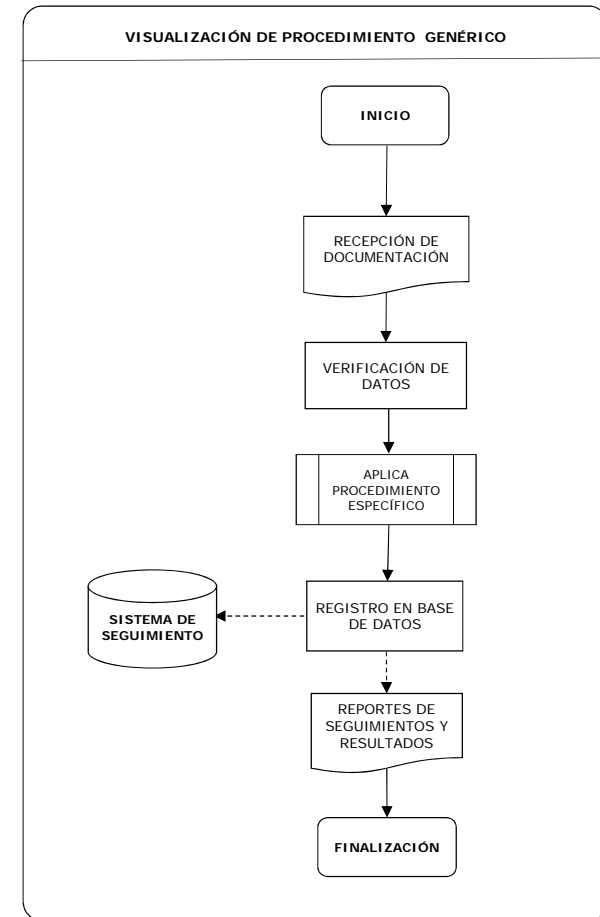 VISUALIZACIÓN DE PROCEDIMIENTO GENÉRICO
INICIO
RECEPCIÓN DE
DOCUMENTACIÓN
VERIFICACIÓN DE
DATOS
APLICA
PROCEDIMIENTO
ESPECÍFICO
SISTEMA DE
SEGUIMIENTO
REGISTRO EN BASE
DE DATOS
REPORTES DE
SEGUIMIENTOS Y
RESULTADOS
FINALIZACIÓN